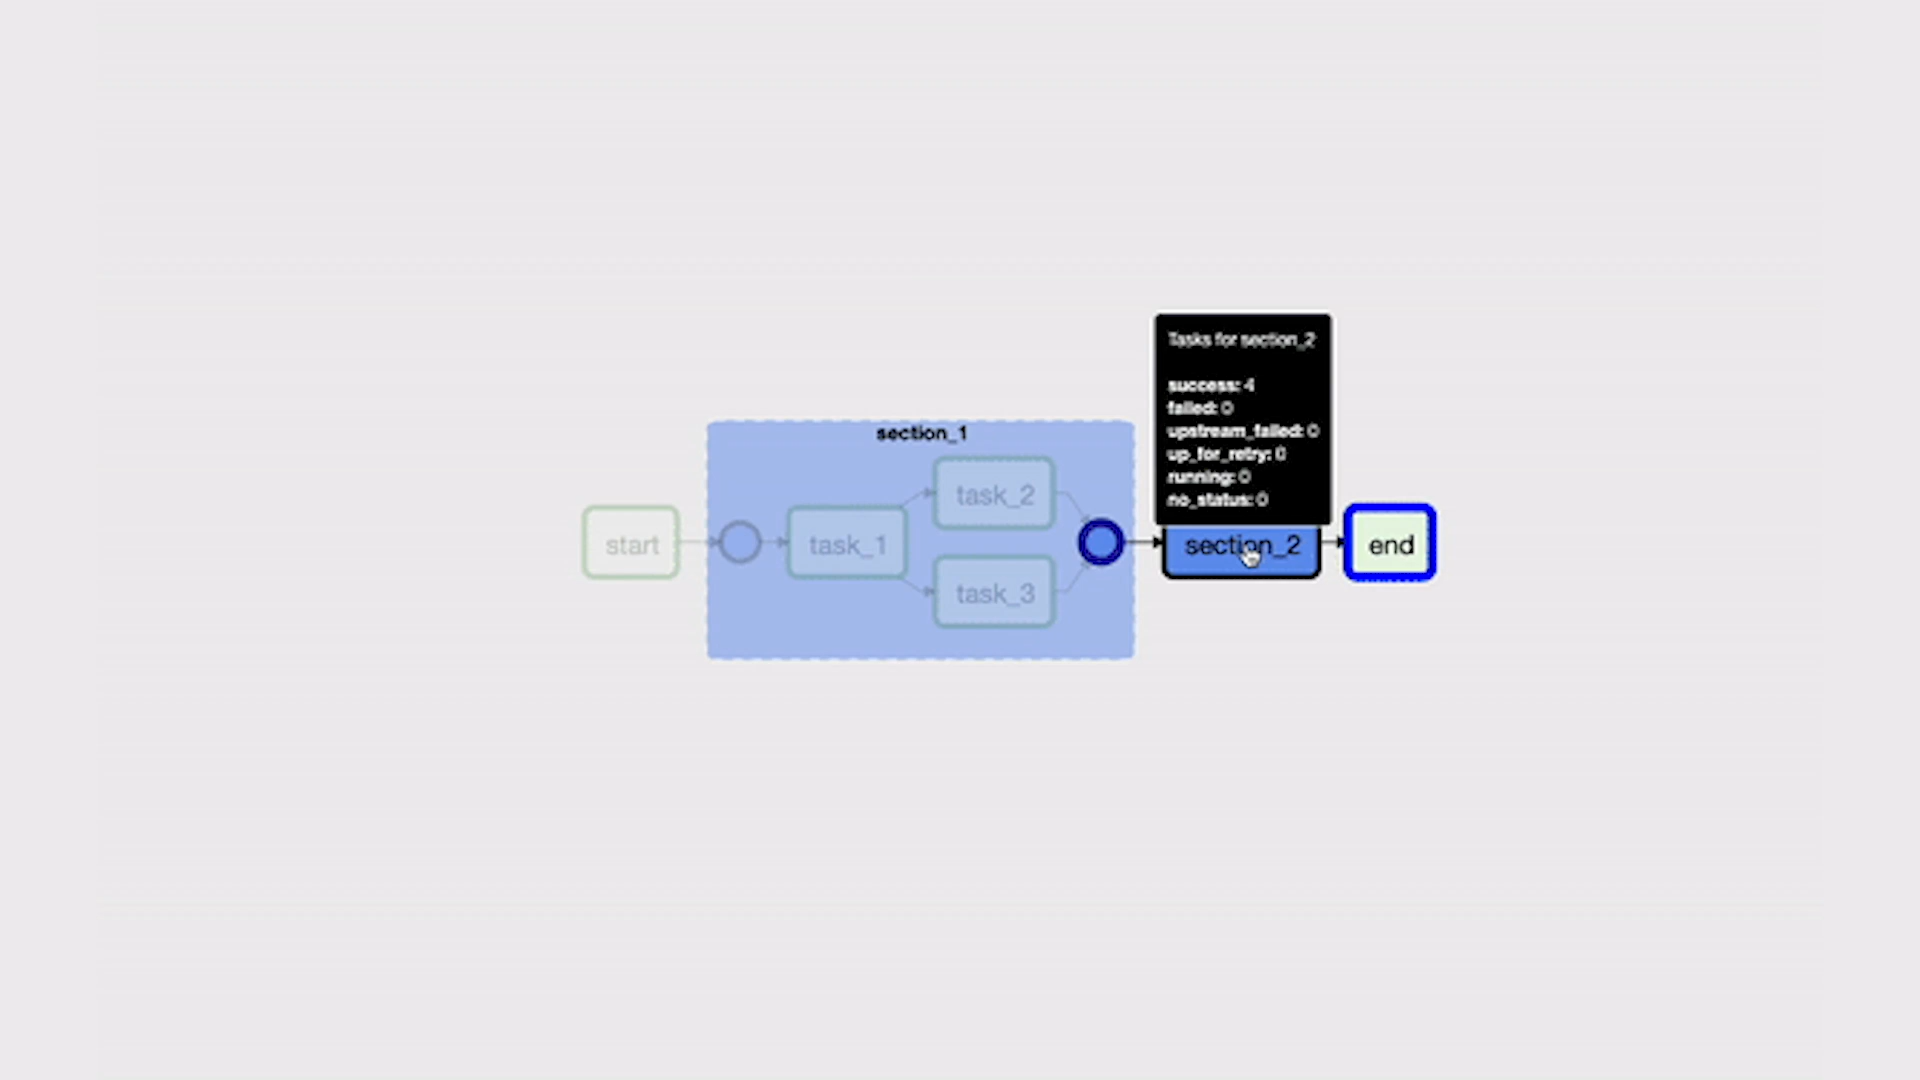 Tasks for section_2
success: 4
failed: 0
upstream_failed: 0
up_for_retry: 0
running: 0
no_status: 0
section_1
start
task_1
task_2
task_3
section_2
end